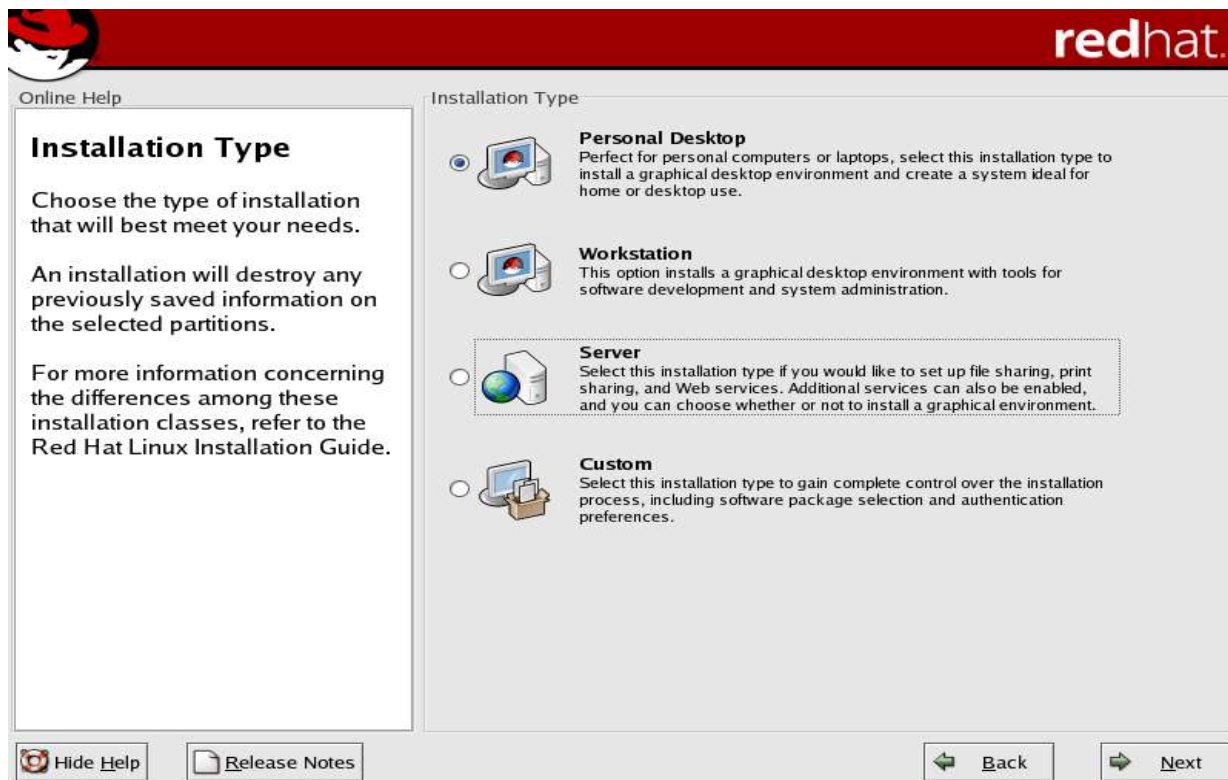 redhat.
Online Help
Installation Type
Choose the type of installation
that will best meet your needs.
An installation will destroy any
previously saved information on
the selected partitions.
For more information concerning
the differences among these
installation classes, refer to the
Red Hat Linux Installation Guide.
Installation Type
Personal Desktop
Perfect for personal computers or laptops, select this installation type to
install a graphical desktop environment and create a system ideal for
home or desktop use.
Workstation
This option installs a graphical desktop environment with tools for
software development and system administration.
Server
Select this installation type if you would like to set up file sharing, print
sharing, and Web services. Additional services can also be enabled,
and you can choose whether or not to install a graphical environment.
Custom
Select this installation type to gain complete control over the installation
process, including software package selection and authentication
preferences.
Hide Help
Release Notes
Back
Next